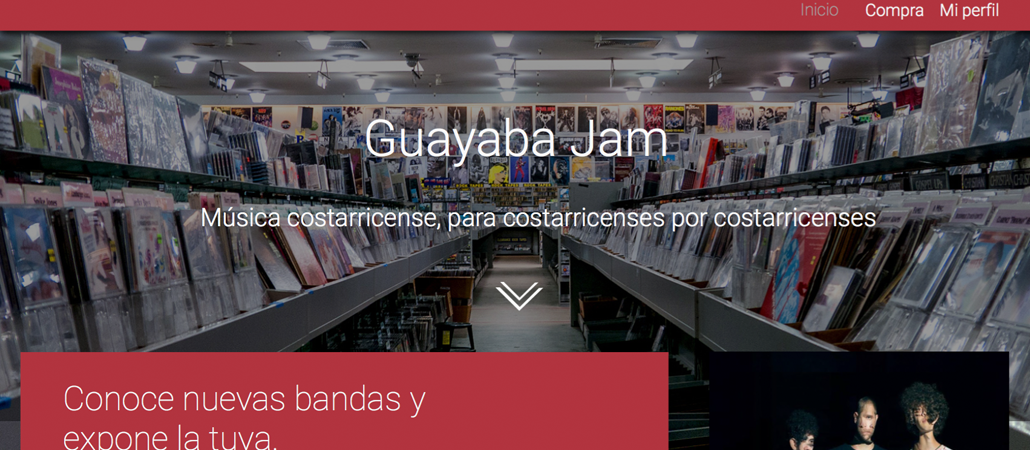 Inicio Compra Mi perfil
Guayaba Jam
Música costarricense, para costarricenses por costarricenses
Conoce nuevas bandas y
expone la tuya.